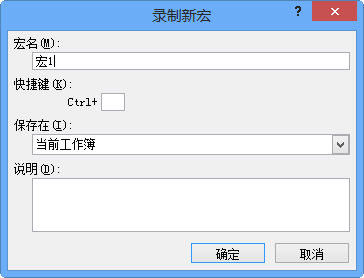 录制新宏
?
宏名(M):
宏1
快捷键(K):
Ctrl+
保存在(I):
当前工作簿
说明(D):
确定 取消